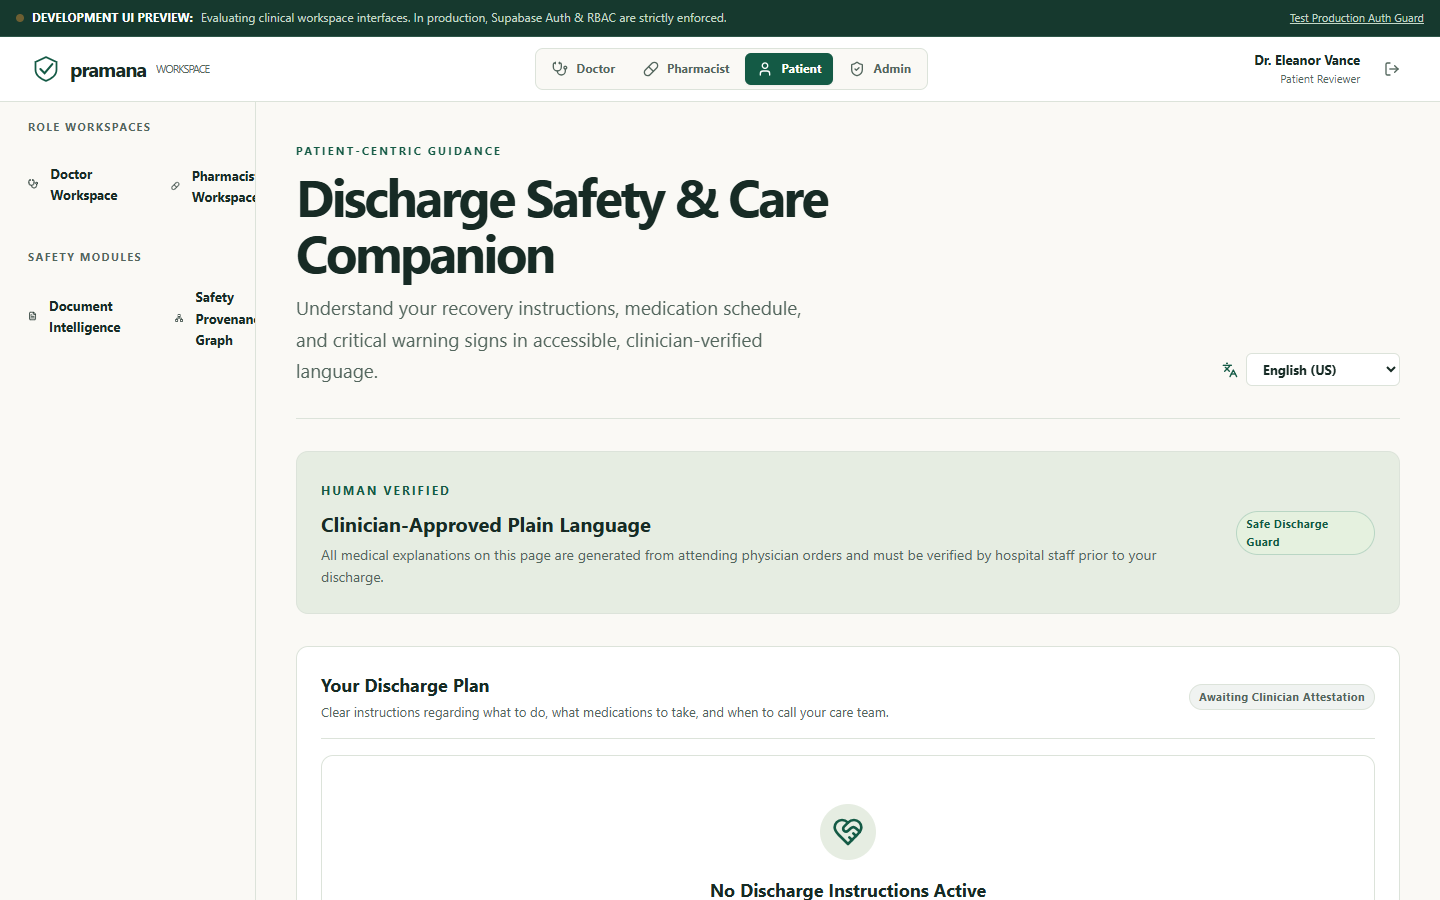 DEVELOPMENT UI PREVIEW: Evaluating clinical workspace interfaces. In production, Supabase Auth & RBAC are strictly enforced.
Test Production Auth Guard
pramana WORKSPACE
Doctor
Pharmacist
Patient
Admin
Dr. Eleanor Vance
Patient Reviewer
ROLE WORKSPACES
Doctor
Workspace
Pharmacis
Workspace
SAFETY MODULES
Document
Intelligence
Safety
Provenan
Graph
PATIENT-CENTRIC GUIDANCE
Discharge Safety & Care
Companion
Understand your recovery instructions, medication schedule,
and critical warning signs in accessible, clinician-verified
language.
English (US)
HUMAN VERIFIED
Clinician-Approved Plain Language
All medical explanations on this page are generated from attending physician orders and must be verified by hospital staff prior to your
discharge.
Safe Discharge
Guard
Your Discharge Plan
Clear instructions regarding what to do, what medications to take, and when to call your care team.
Awaiting Clinician Attestation
No Discharge Instructions Active